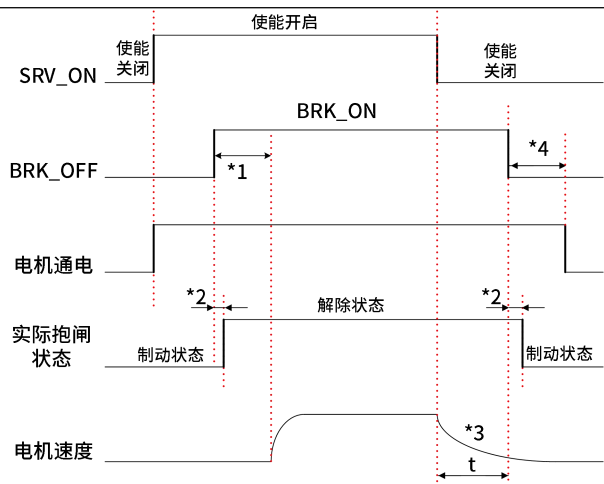 使能开启
使能
关闭
使能
关闭
SRV_ON
BRK_ON
*4
*1
BRK_OFF
电机通电
*2
*2
解除状态
实际抱闸
状态
制动状态
制动状态
*3
电机速度
t